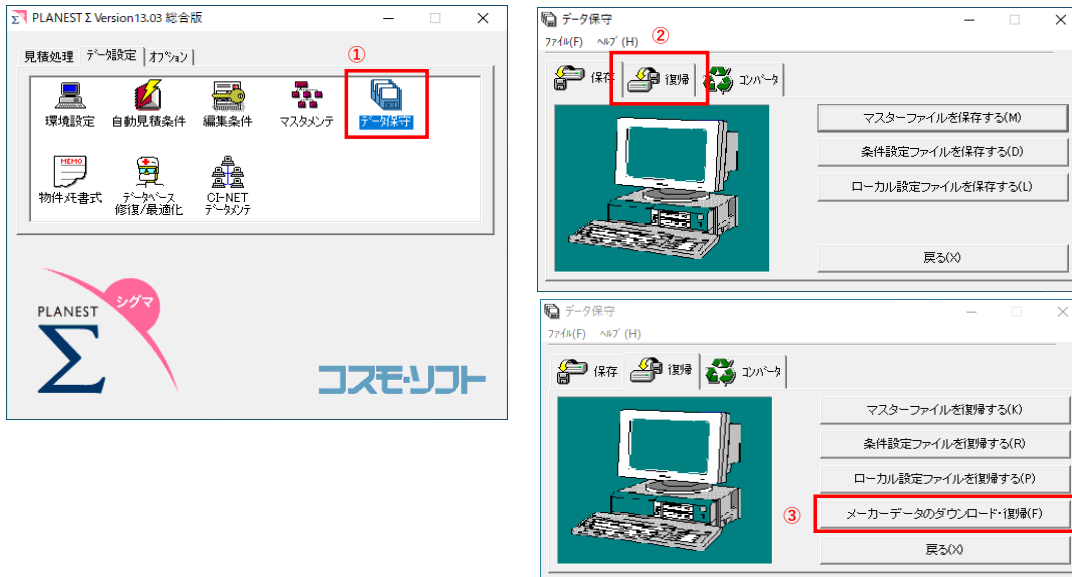 PLANEST Σ Version13.03 総合版
見積処理 データ設定 オプション
①
環境設定 自動見積条件 編集条件 マスタメンテ データ保守
MEMO
物件メモ書式 データベース修復/最適化 CI-NETデータメンテ
PLANEST
シグマ
Σ
コスモ・ソフト
データ保守
ファイル(F) ヘルプ(H)
②
保存 復帰 コンバータ
マスターファイルを保存する(M)
条件設定ファイルを保存する(D)
ローカル設定ファイルを保存する(L)
戻る(X)
データ保守
ファイル(F) ヘルプ(H)
保存 復帰 コンバータ
マスターファイルを復帰する(K)
条件設定ファイルを復帰する(R)
ローカル設定ファイルを復帰する(P)
③
メーカーデータのダウンロード・復帰(F)
戻る(X)